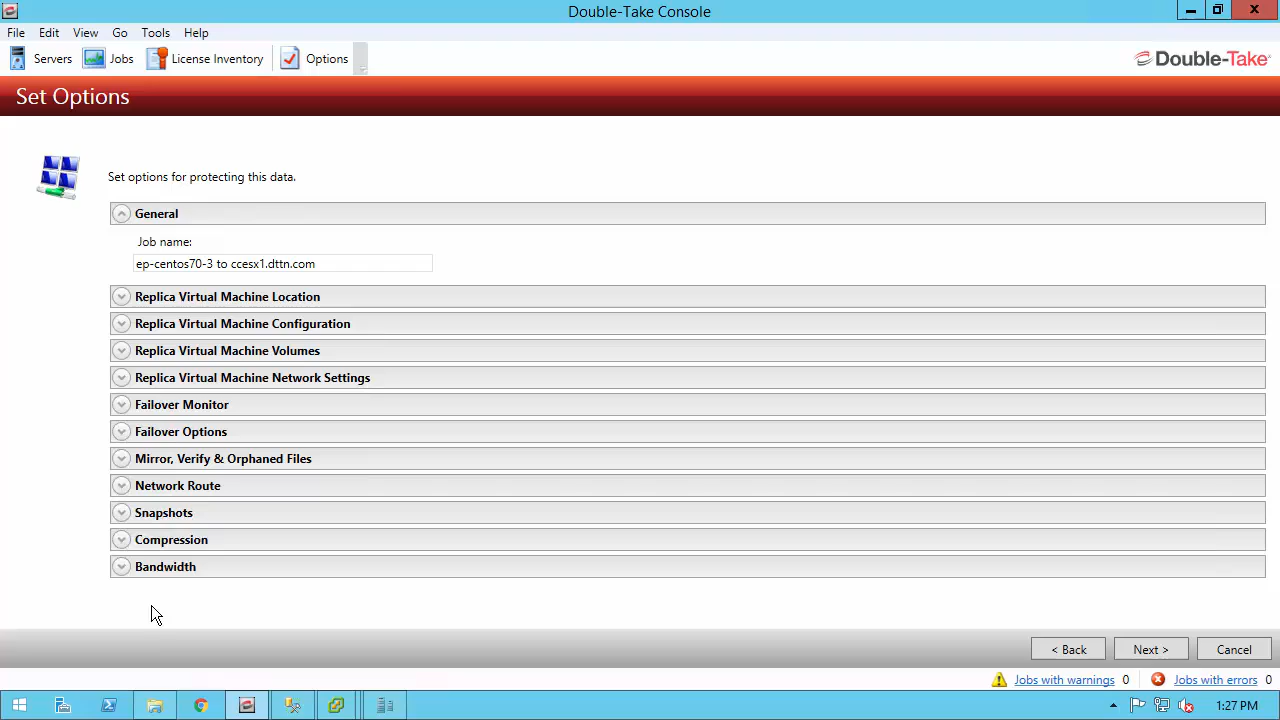 Double-Take Console
File Edit View Go Tools Help
Servers Jobs License Inventory Options Double-Take
Set Options
Set options for protecting this data.
General
Job name:
ep-centos70-3 to ccesx1.dttn.com
Replica Virtual Machine Location
Replica Virtual Machine Configuration
Replica Virtual Machine Volumes
Replica Virtual Machine Network Settings
Failover Monitor
Failover Options
Mirror, Verify & Orphaned Files
Network Route
Snapshots
Compression
Bandwidth
< Back Next > Cancel
Jobs with warnings 0 Jobs with errors 0
1:27 PM